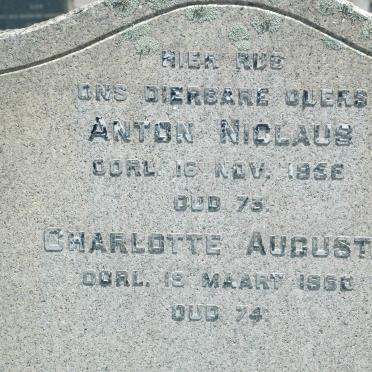 HIER RUS
ONS DIERBARE OUERS
ANTON NICLAUS
OORL. 16 NOV. 1956
OUD 73.
CHARLOTTE AUGUST
OORL. 12 MAART 1960
OUD 74.